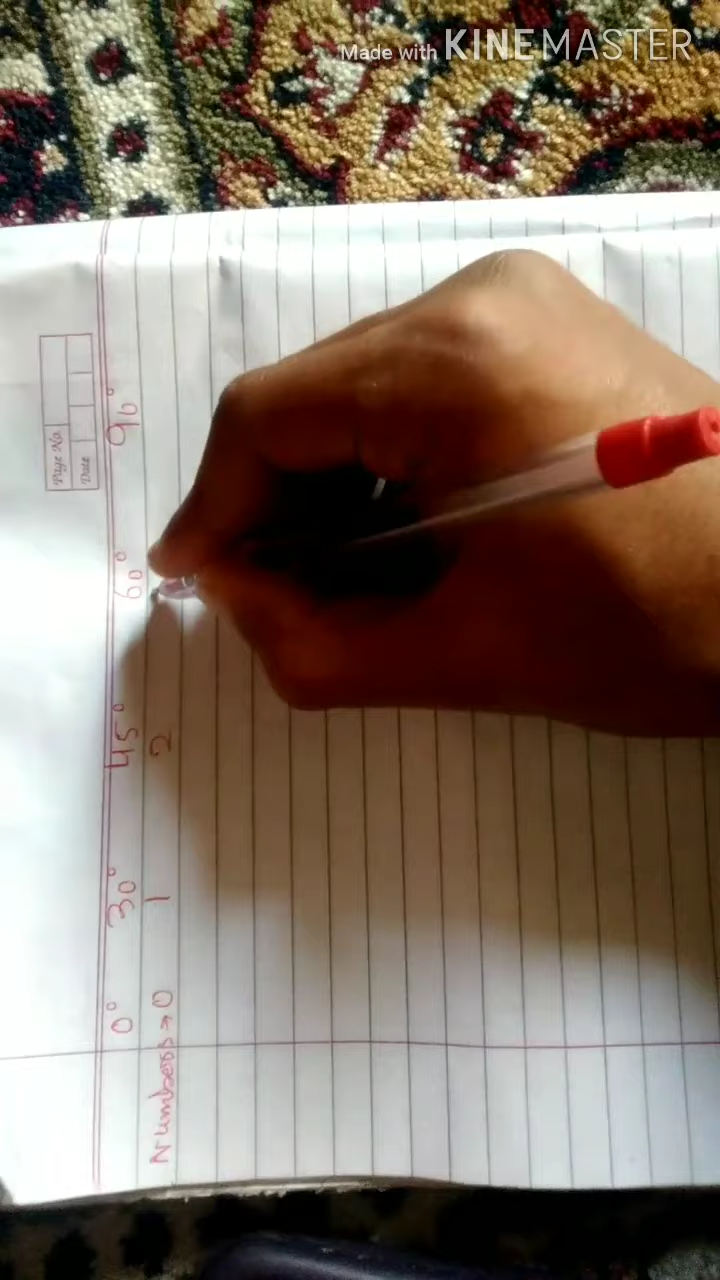 Made with KINEMASTER
Page No.
Date
0° 30° 45° 60° 90°
Numbers → 0 1 2